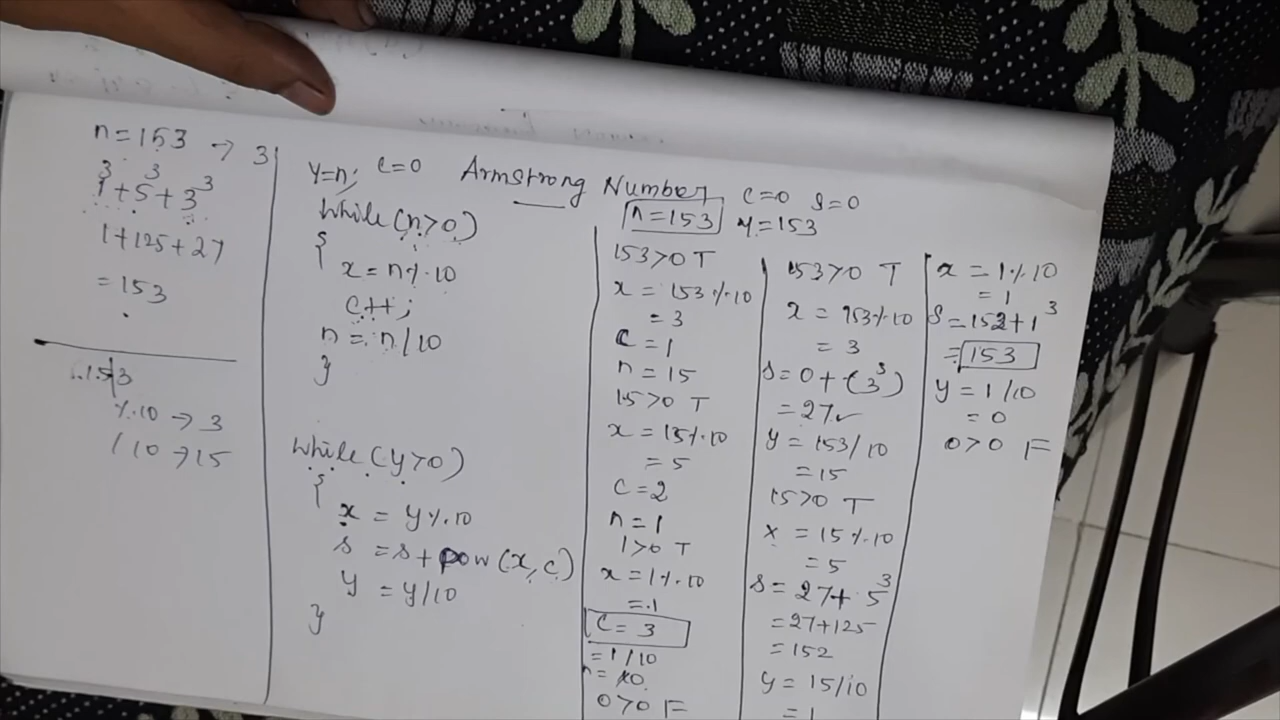 n=153 → 3
1³+5³+3³
1+125+27
=153
153
%10 → 3
/10 → 15
y=n; c=0 Armstrong Number c=0 s=0
while(n>0)
{
x=n%10
c++;
n=n/10
}
while(y>0)
{
x = y%10
s = s+pow(x,c)
y = y/10
}
n=153 y=153
153>0 T
x = 153%10
= 3
c = 1
n = 15
15>0 T
x = 15%10
= 5
c = 2
n = 1
1>0 T
x = 1%10
= 1
c = 3
= 1/10
n = 0
0>0 F
153>0 T
x = 153%10
= 3
s = 0+(3³)
= 27✓
y = 153/10
= 15
15>0 T
x = 15%10
= 5
s = 27+5³
= 27+125
= 152
y = 15/10
= 1
x = 1%10
= 1
s = 152+1³
= 153
y = 1/10
= 0
0>0 F